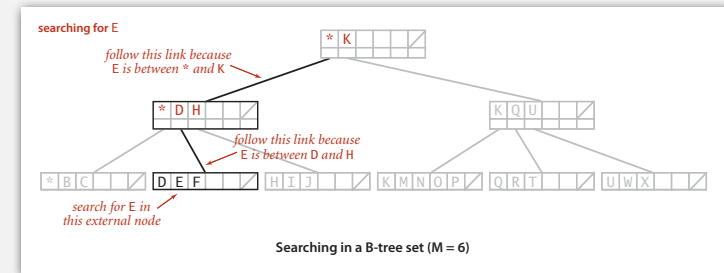 searching for E
* K
follow this link because
E is between * and K
* D H
K Q U
follow this link because
E is between D and H
* B C
D E F
H I J
K M N O P
Q R T
U W X
search for E in
this external node
Searching in a B-tree set (M = 6)